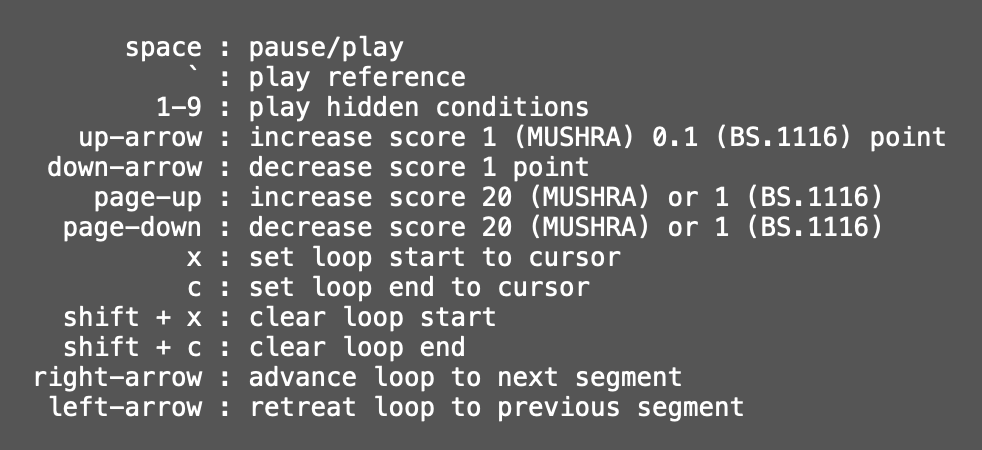 space : pause/play
` : play reference
1-9 : play hidden conditions
up-arrow : increase score 1 (MUSHRA) 0.1 (BS.1116) point
down-arrow : decrease score 1 point
page-up : increase score 20 (MUSHRA) or 1 (BS.1116)
page-down : decrease score 20 (MUSHRA) or 1 (BS.1116)
x : set loop start to cursor
c : set loop end to cursor
shift + x : clear loop start
shift + c : clear loop end
right-arrow : advance loop to next segment
left-arrow : retreat loop to previous segment